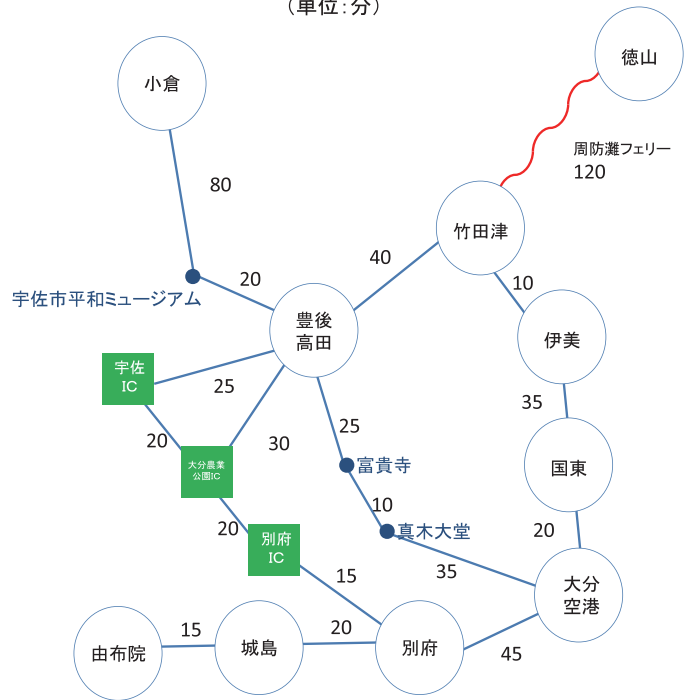 （単位：分）
徳山
小倉
周防灘フェリー
120
80
竹田津
40
20
10
宇佐市平和ミュージアム
豊後
高田
伊美
宇佐
IC
25
35
20
30
25
大分農業
公園IC
富貴寺
国東
10
20
真木大堂
20
別府
IC
15
35
大分
空港
15
20
45
由布院
城島
別府